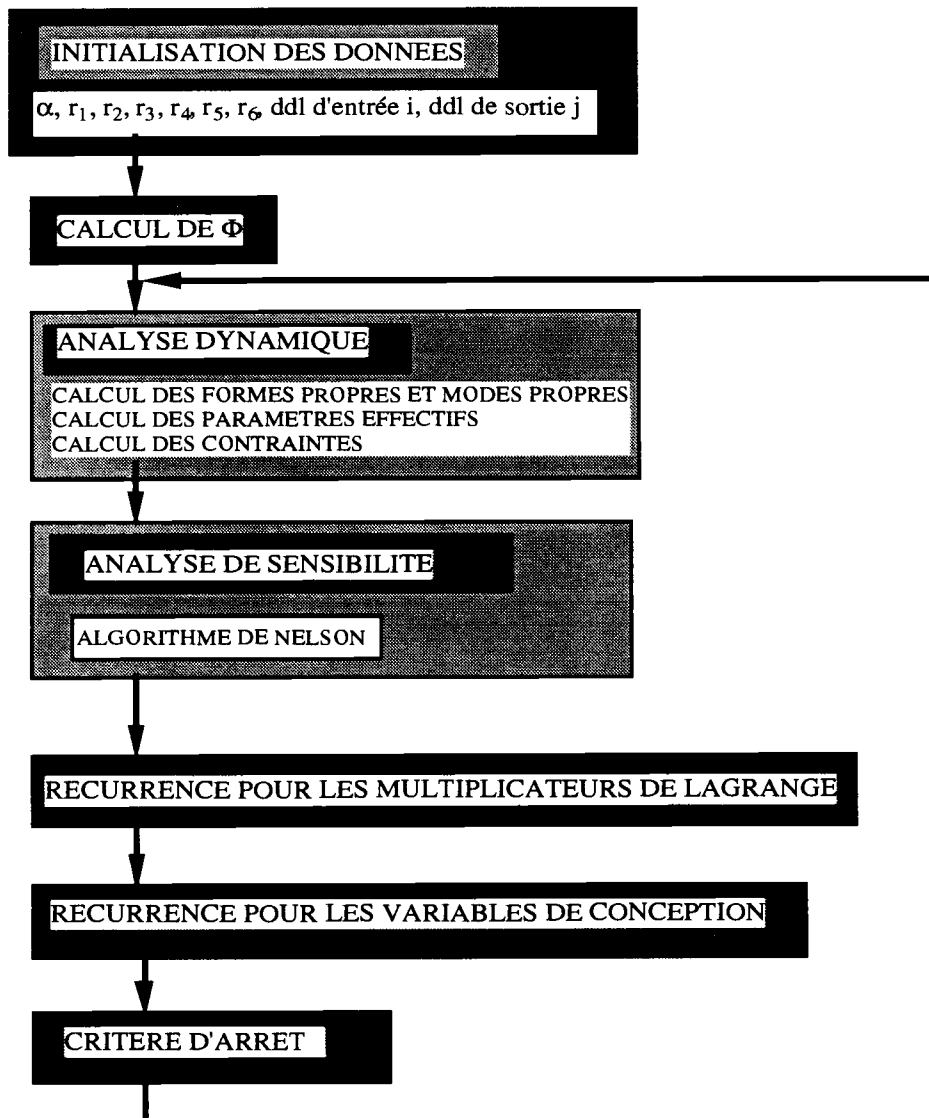 INITIALISATION DES DONNEES
α, r₁, r₂, r₃, r₄, r₅, r₆, ddl d'entrée i, ddl de sortie j
CALCUL DE Φ
ANALYSE DYNAMIQUE
CALCUL DES FORMES PROPRES ET MODES PROPRES
CALCUL DES PARAMETRES EFFECTIFS
CALCUL DES CONTRAINTES
ANALYSE DE SENSIBILITE
ALGORITHME DE NELSON
RECURRENCE POUR LES MULTIPLICATEURS DE LAGRANGE
RECURRENCE POUR LES VARIABLES DE CONCEPTION
CRITERE D'ARRET